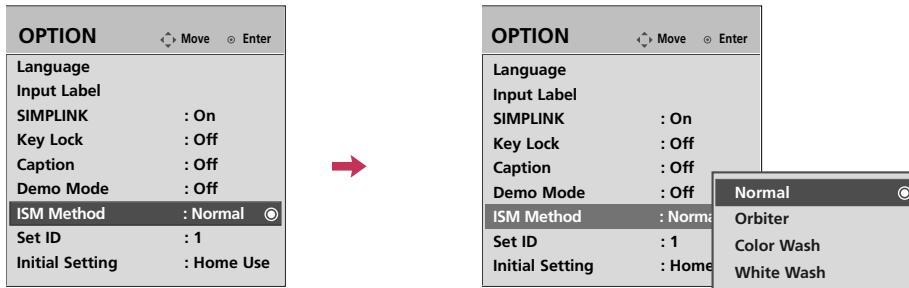 OPTION Move Enter
Language
Input Label
SIMPLINK : On
Key Lock : Off
Caption : Off
Demo Mode : Off
ISM Method : Normal
Set ID : 1
Initial Setting : Home Use
OPTION Move Enter
Language
Input Label
SIMPLINK : On
Key Lock : Off
Caption : Off
Demo Mode : Off
ISM Method : Norma
Set ID : 1
Initial Setting : Home
Normal
Orbiter
Color Wash
White Wash